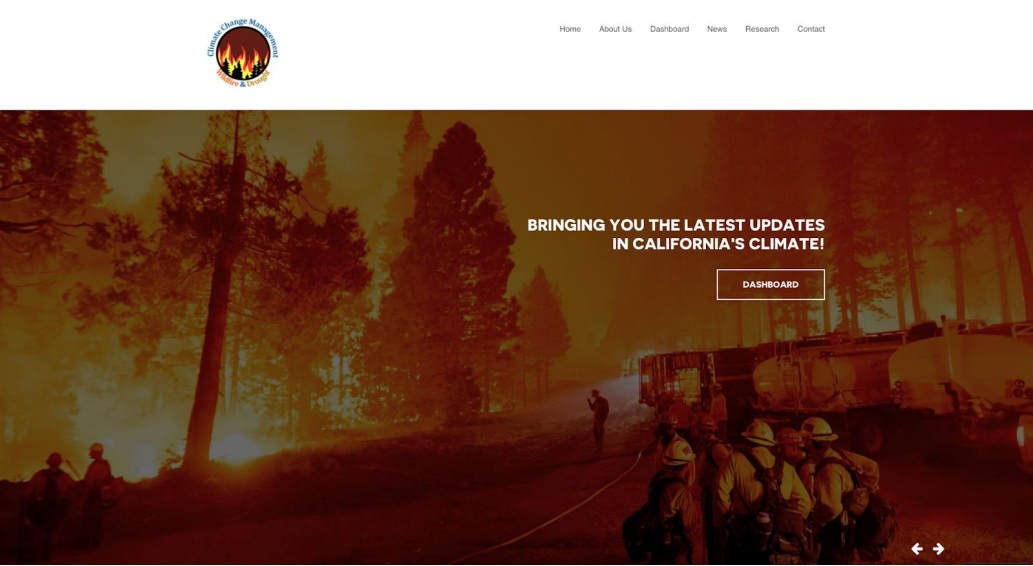 Climate Change Management
Wildfire & Drought
Home
About Us
Dashboard
News
Research
Contact
BRINGING YOU THE LATEST UPDATES
IN CALIFORNIA'S CLIMATE!
DASHBOARD